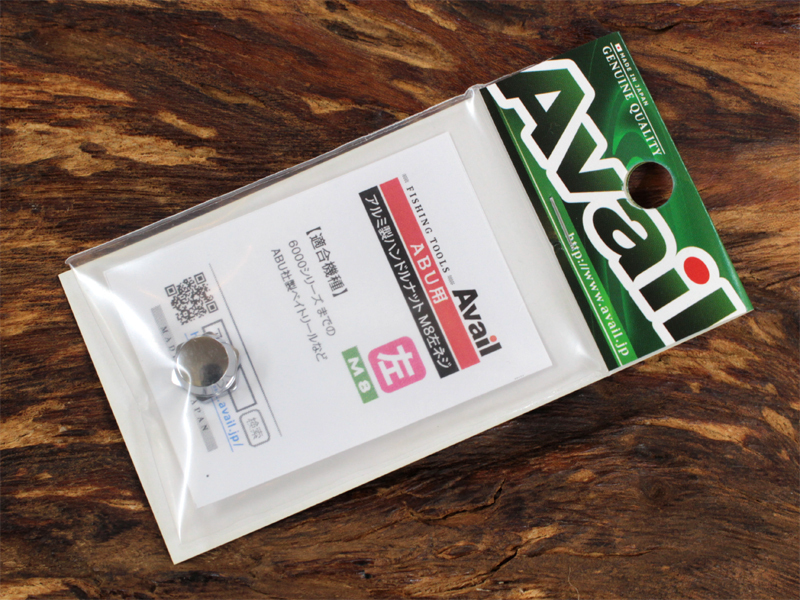 MADE IN JAPAN
GENUINE QUALITY
Avail
http://www.avail.jp
FISHING TOOLS
Avail
ABU用
アルミ製ハンドルナット M8左ネジ
左
M8
【適合機種】
6000シリーズ までの
ABU社製ベイトリールなど
検索
avail.jp/
JAPAN